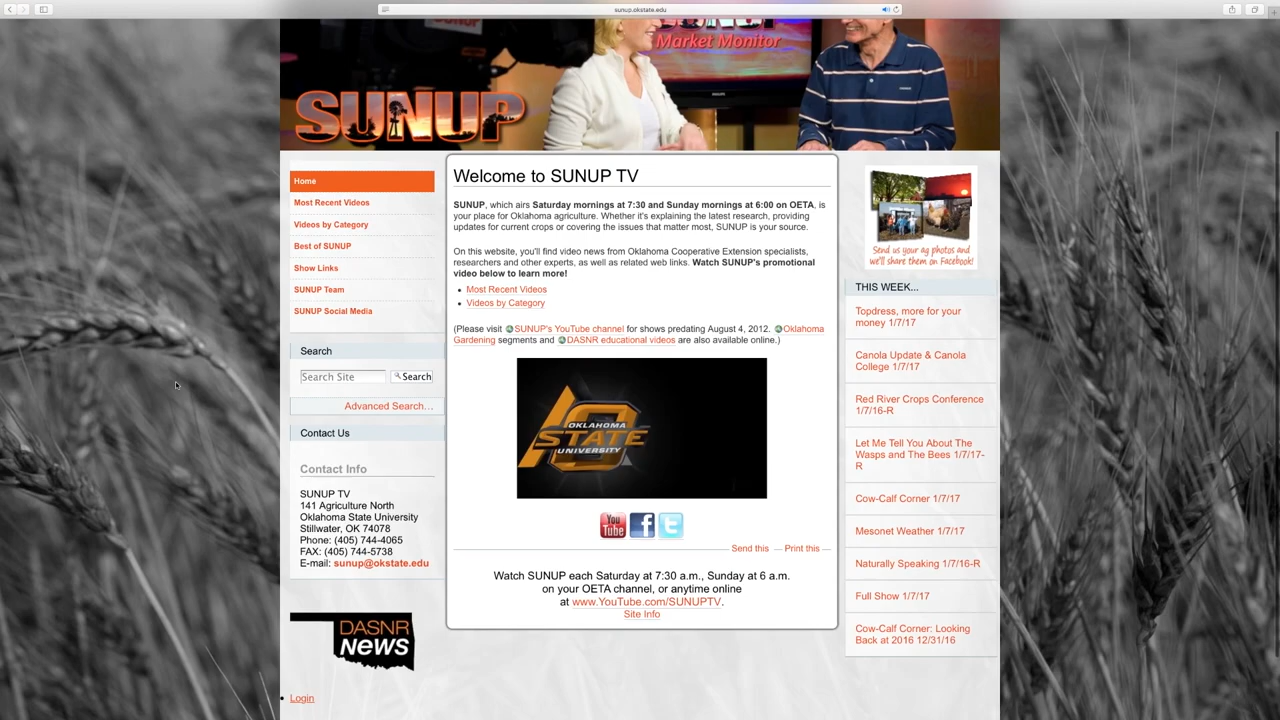 sunup.okstate.edu
Market Monitor
SUNUP
Home
Most Recent Videos
Videos by Category
Best of SUNUP
Show Links
SUNUP Team
SUNUP Social Media
Search
Search Site
Search
Advanced Search…
Contact Us
Contact Info
SUNUP TV
141 Agriculture North
Oklahoma State University
Stillwater, OK 74078
Phone: (405) 744-4065
FAX: (405) 744-5738
E-mail: sunup@okstate.edu
DASNR
News
Login
Welcome to SUNUP TV
SUNUP, which airs Saturday mornings at 7:30 and Sunday mornings at 6:00 on OETA, is
your place for Oklahoma agriculture. Whether it's explaining the latest research, providing
updates for current crops or covering the issues that matter most, SUNUP is your source.
On this website, you'll find video news from Oklahoma Cooperative Extension specialists,
researchers and other experts, as well as related web links. Watch SUNUP's promotional
video below to learn more!
Most Recent Videos
Videos by Category
(Please visit SUNUP's YouTube channel for shows predating August 4, 2012. Oklahoma
Gardening segments and DASNR educational videos are also available online.)
OKLAHOMA
STATE
UNIVERSITY
You
Tube
f
t
Send this
Print this
Watch SUNUP each Saturday at 7:30 a.m., Sunday at 6 a.m.
on your OETA channel, or anytime online
at www.YouTube.com/SUNUPTV.
Site Info
Send us your ag photos and
we'll share them on Facebook!
THIS WEEK...
Topdress, more for your
money 1/7/17
Canola Update & Canola
College 1/7/17
Red River Crops Conference
1/7/16-R
Let Me Tell You About The
Wasps and The Bees 1/7/17-
R
Cow-Calf Corner 1/7/17
Mesonet Weather 1/7/17
Naturally Speaking 1/7/16-R
Full Show 1/7/17
Cow-Calf Corner: Looking
Back at 2016 12/31/16